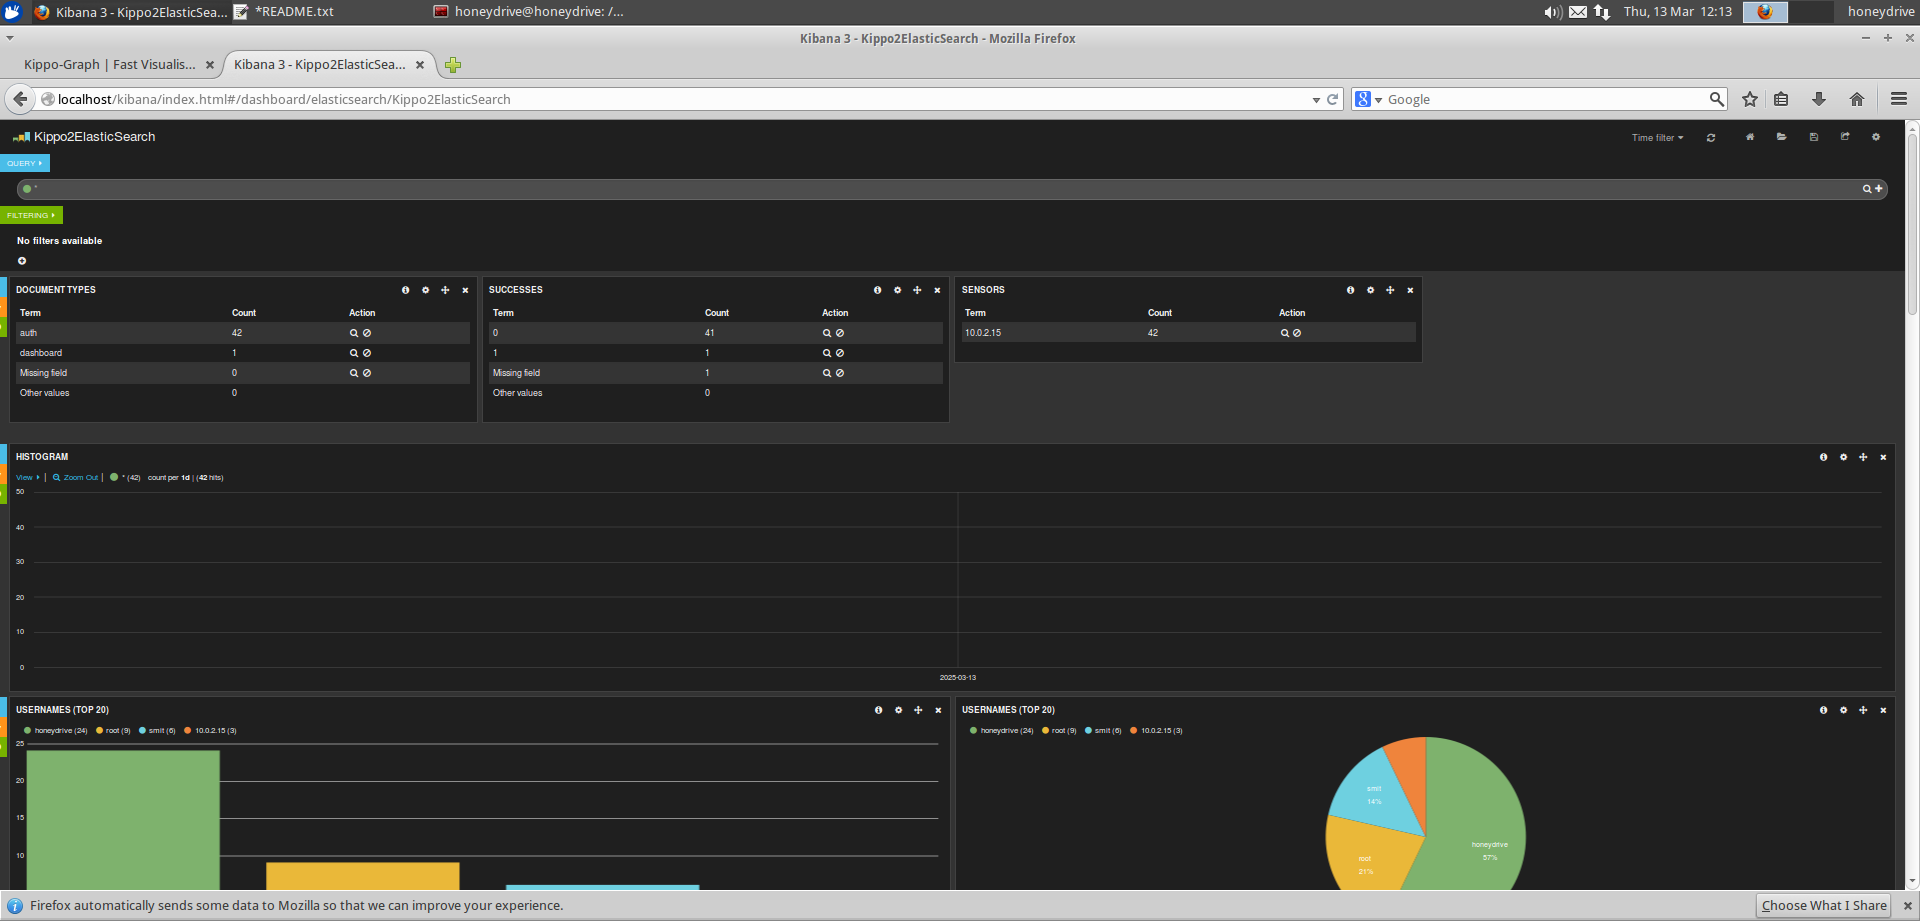 Kibana 3 - Kippo2ElasticSea... *README.txt honeydrive@honeydrive: /... Thu, 13 Mar 12:13 honeydrive
Kibana 3 - Kippo2ElasticSearch - Mozilla Firefox
Kippo-Graph | Fast Visualis... Kibana 3 - Kippo2ElasticSea...
localhost/kibana/index.html#/dashboard/elasticsearch/Kippo2ElasticSearch Google
Kippo2ElasticSearch Time filter
QUERY
*
FILTERING
No filters available
DOCUMENT TYPES
Term Count Action
auth 42
dashboard 1
Missing field 0
Other values 0
SUCCESSES
Term Count Action
0 41
1 1
Missing field 1
Other values 0
SENSORS
Term Count Action
10.0.2.15 42
HISTOGRAM
View | Zoom Out | * (42) count per 1d | (42 hits)
50
40
30
20
10
0
2025-03-13
USERNAMES (TOP 20)
honeydrive (24) root (9) smit (6) 10.0.2.15 (3)
25
20
15
10
USERNAMES (TOP 20)
honeydrive (24) root (9) smit (6) 10.0.2.15 (3)
smit
14%
honeydrive
57%
root
21%
Firefox automatically sends some data to Mozilla so that we can improve your experience. Choose What I Share